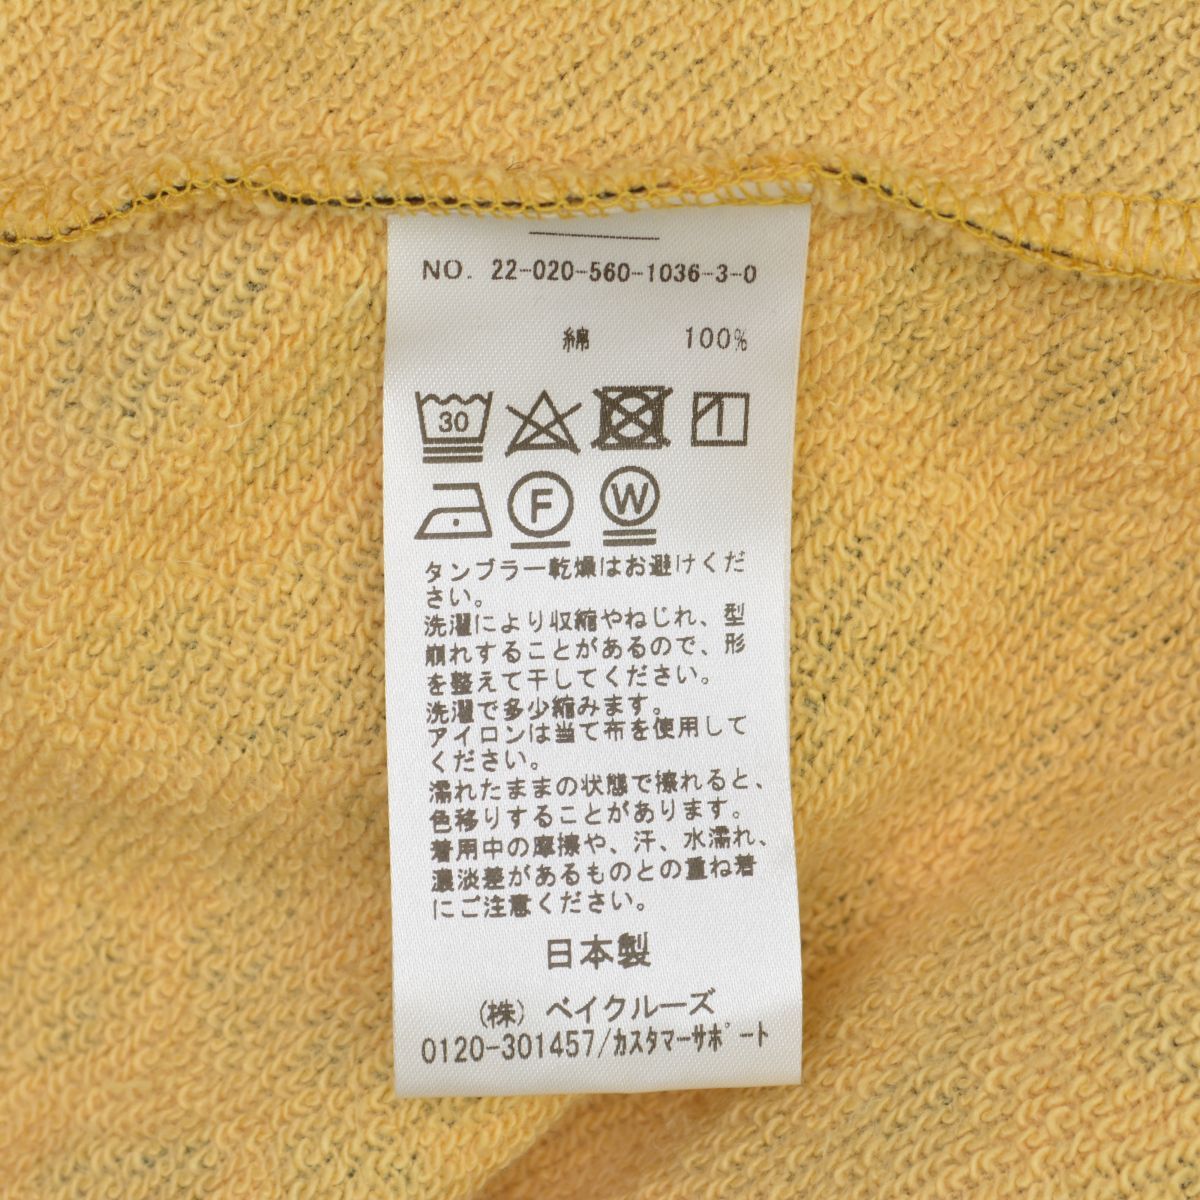 NO. 22-020-560-1036-3-0
綿 100%
30
F W
タンブラー乾燥はお避けくだ
さい。
洗濯により収縮やねじれ、型
崩れすることがあるので、形
を整えて干してください。
洗濯で多少縮みます。
アイロンは当て布を使用して
ください。
濡れたままの状態で擦れると、
色移りすることがあります。
着用中の摩擦や、汗、水濡れ、
濃淡差があるものとの重ね着
にご注意ください。
日本製
(株) ベイクルーズ
0120-301457/カスタマーサポート